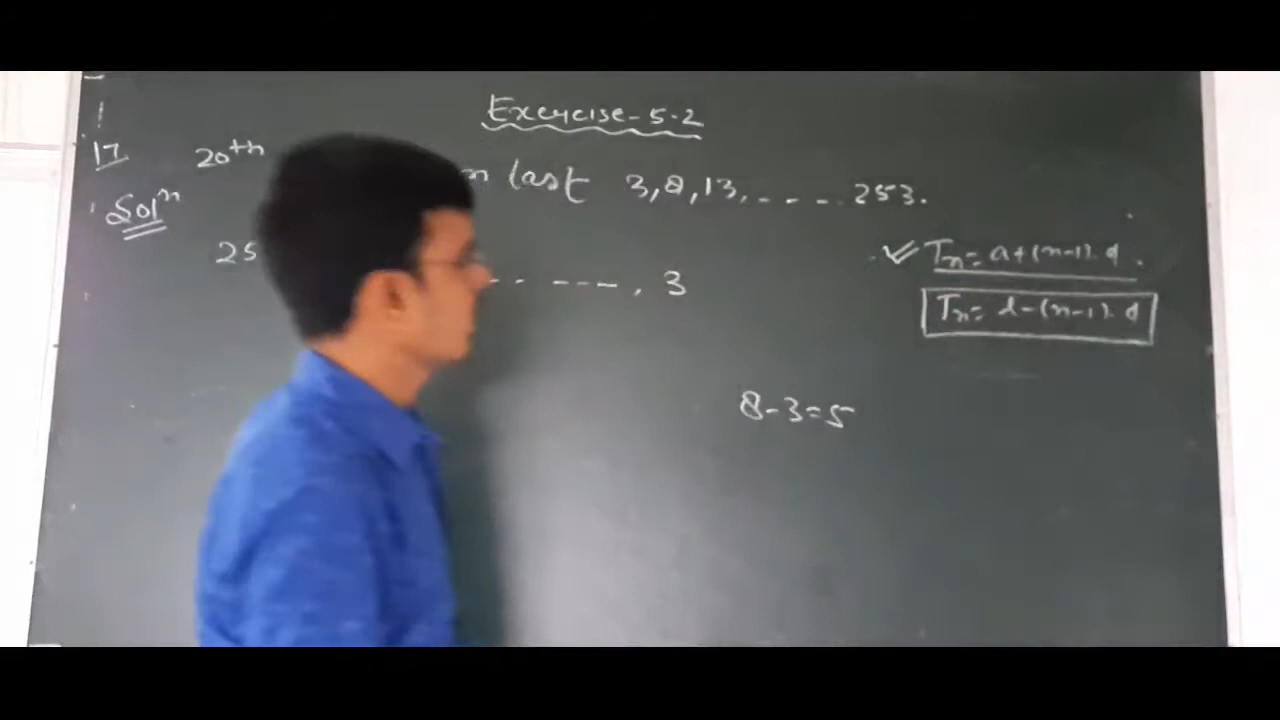 Exercise-5.2
17 20th last 3,8,13,.---.253.
Solⁿ
25 -.. ---. 3
Tn = a+(n-1).d.
Tn = l-(n-1).d
8-3=5